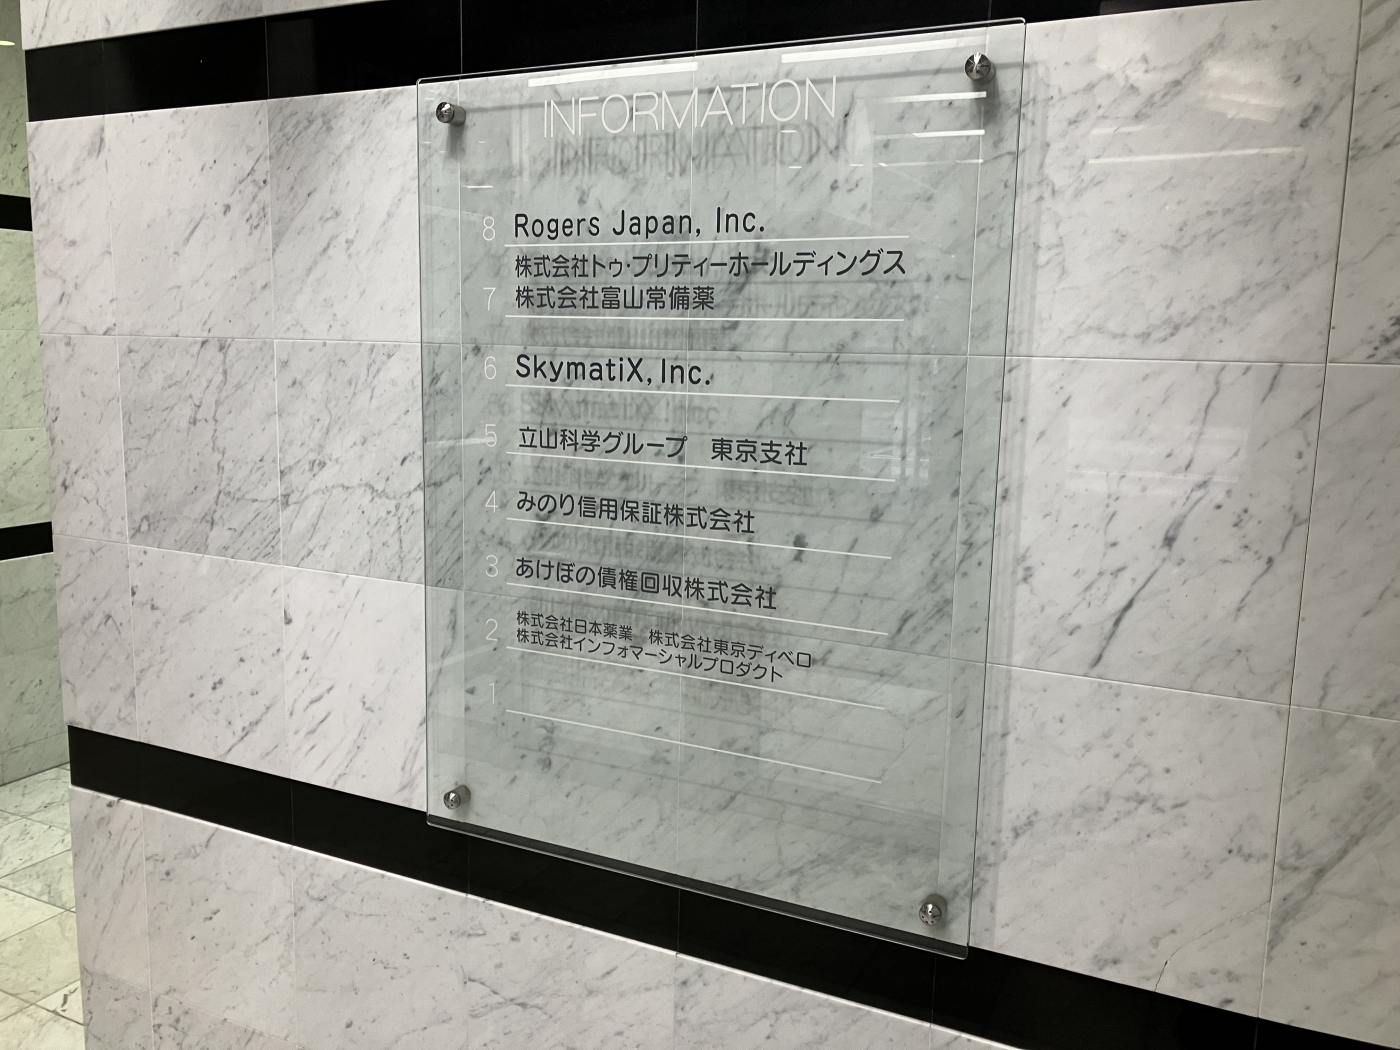 INFORMATION
8 Rogers Japan, Inc.
株式会社トゥ・プリティーホールディングス
7 株式会社富山常備薬
6 SkymatiX, Inc.
5 立山科学グループ　東京支社
4 みのり信用保証株式会社
3 あけぼの債権回収株式会社
2 株式会社日本薬業　株式会社東京ディベロ
株式会社インフォマーシャルプロダクト
1